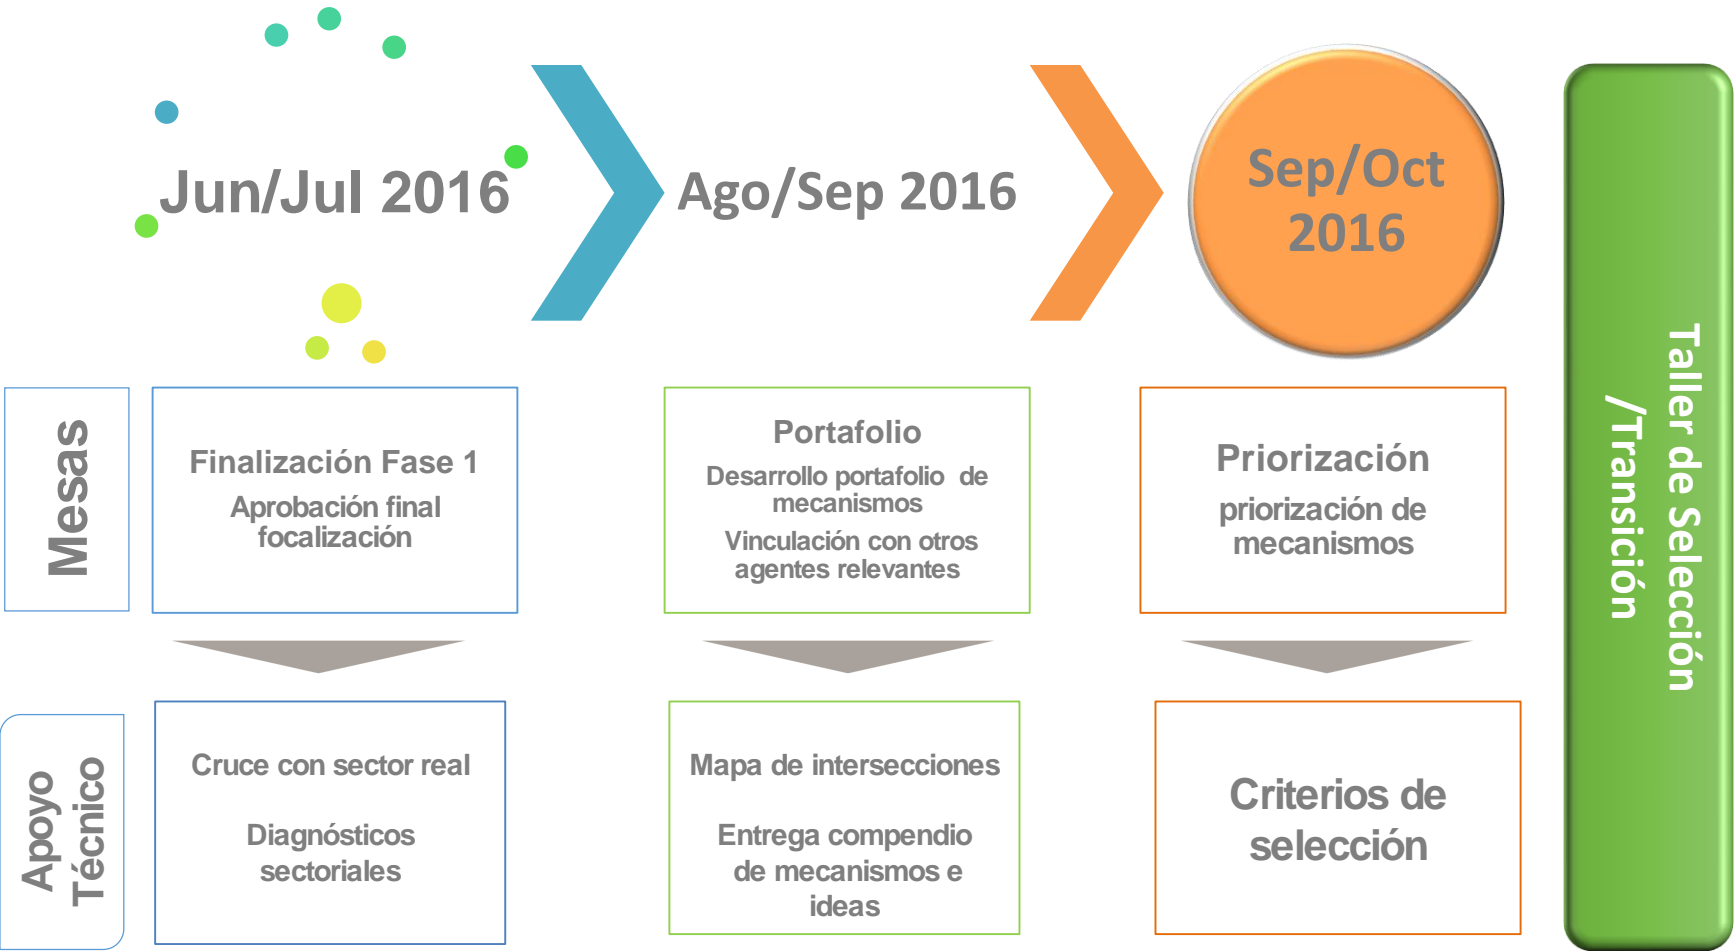 Jun/Jul 2016
Ago/Sep 2016
Sep/Oct
2016
Mesas
Finalización Fase 1
Aprobación final
focalización
Portafolio
Desarrollo portafolio de
mecanismos
Vinculación con otros
agentes relevantes
Priorización
priorización de
mecanismos
Apoyo
Técnico
Cruce con sector real
Diagnósticos
sectoriales
Mapa de intersecciones
Entrega compendio
de mecanismos e
ideas
Criterios de
selección
Taller de Selección
/Transición